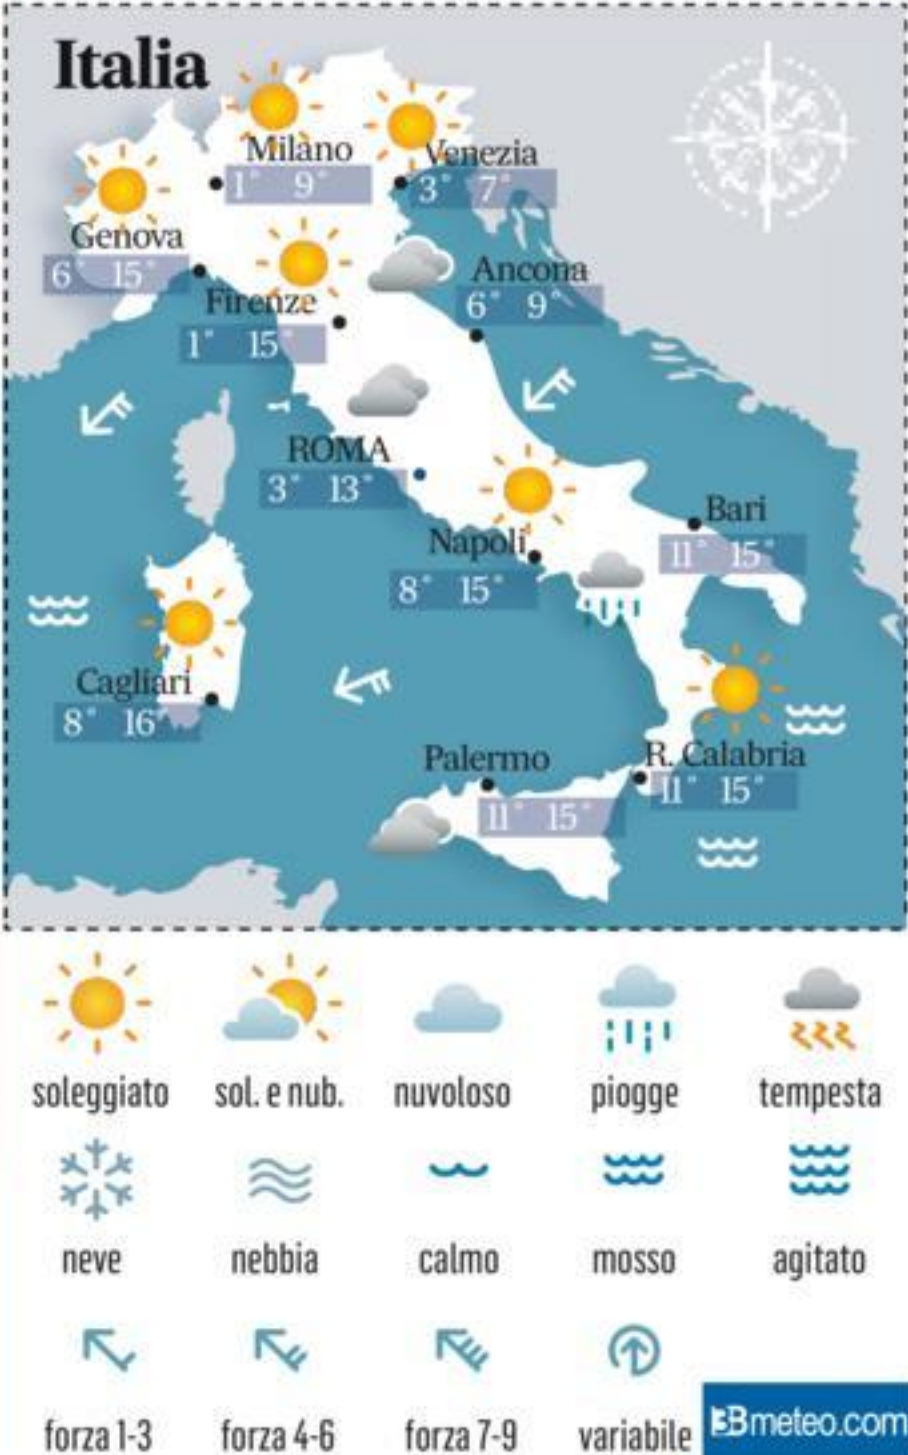 Italia
Milano
1° 9°
Venezia
3° 7°
Genova
6° 15°
Firenze
1° 15°
Ancona
6° 9°
ROMA
3° 13°
Napoli
8° 15°
Bari
11° 15°
Cagliari
8° 16°
Palermo
11° 15°
R. Calabria
11° 15°
soleggiato sol. e nub. nuvoloso piogge tempesta
neve nebbia calmo mosso agitato
forza 1-3 forza 4-6 forza 7-9 variabile
3Bmeteo.com